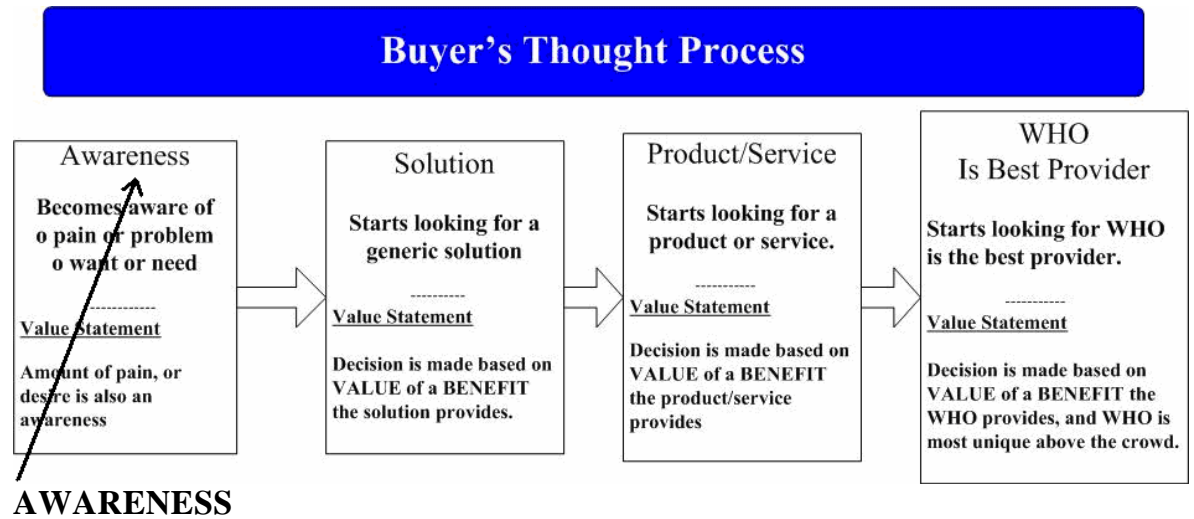 Buyer's Thought Process
Awareness
Becomes aware of
o pain or problem
o want or need
------------
Value Statement
Amount of pain, or
desire is also an
awareness
Solution
Starts looking for a
generic solution
----------
Value Statement
Decision is made based on
VALUE of a BENEFIT
the solution provides.
Product/Service
Starts looking for a
product or service.
-----------
Value Statement
Decision is made based on
VALUE of a BENEFIT
the product/service
provides
WHO
Is Best Provider
Starts looking for WHO
is the best provider.
-----------
Value Statement
Decision is made based on
VALUE of a BENEFIT the
WHO provides, and WHO is
most unique above the crowd.
AWARENESS